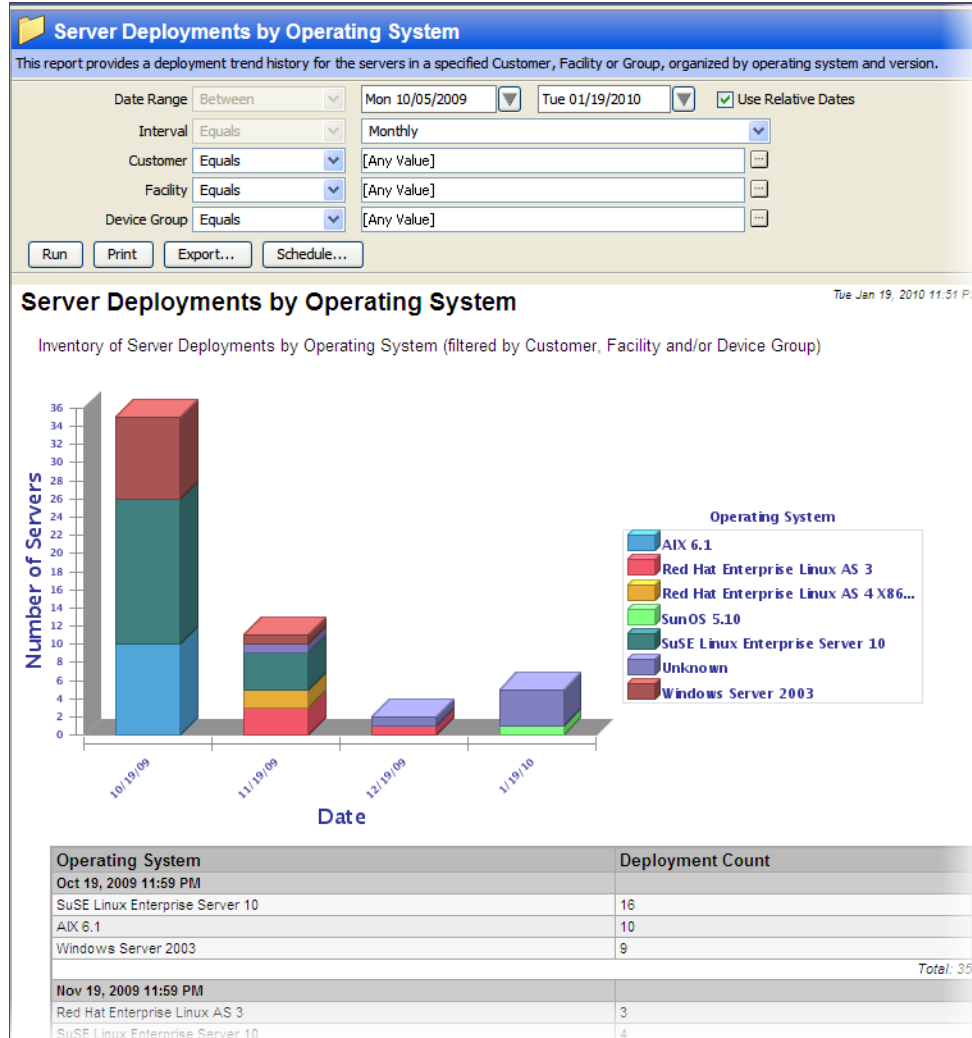 Server Deployments by Operating System
This report provides a deployment trend history for the servers in a specified Customer, Facility or Group, organized by operating system and version.
Date Range Between Mon 10/05/2009 Tue 01/19/2010 Use Relative Dates
Interval Equals Monthly
Customer Equals [Any Value] ...
Facility Equals [Any Value] ...
Device Group Equals [Any Value] ...
Run Print Export... Schedule...
Server Deployments by Operating System
Tue Jan 19, 2010 11:51
Inventory of Server Deployments by Operating System (filtered by Customer, Facility and/or Device Group)
36
34
32
30
28
26
24
22
20
18
16
14
12
10
8
6
4
2
0
Number of Servers
10/19/09
11/19/09
12/19/09
1/19/10
Date
Operating System
AIX 6.1
Red Hat Enterprise Linux AS 3
Red Hat Enterprise Linux AS 4 X86...
SunOS 5.10
SuSE Linux Enterprise Server 10
Unknown
Windows Server 2003
Operating System Deployment Count
Oct 19, 2009 11:59 PM
SuSE Linux Enterprise Server 10 16
AIX 6.1 10
Windows Server 2003 9
Total: 35
Nov 19, 2009 11:59 PM
Red Hat Enterprise Linux AS 3 3
SuSE Linux Enterprise Server 10 4